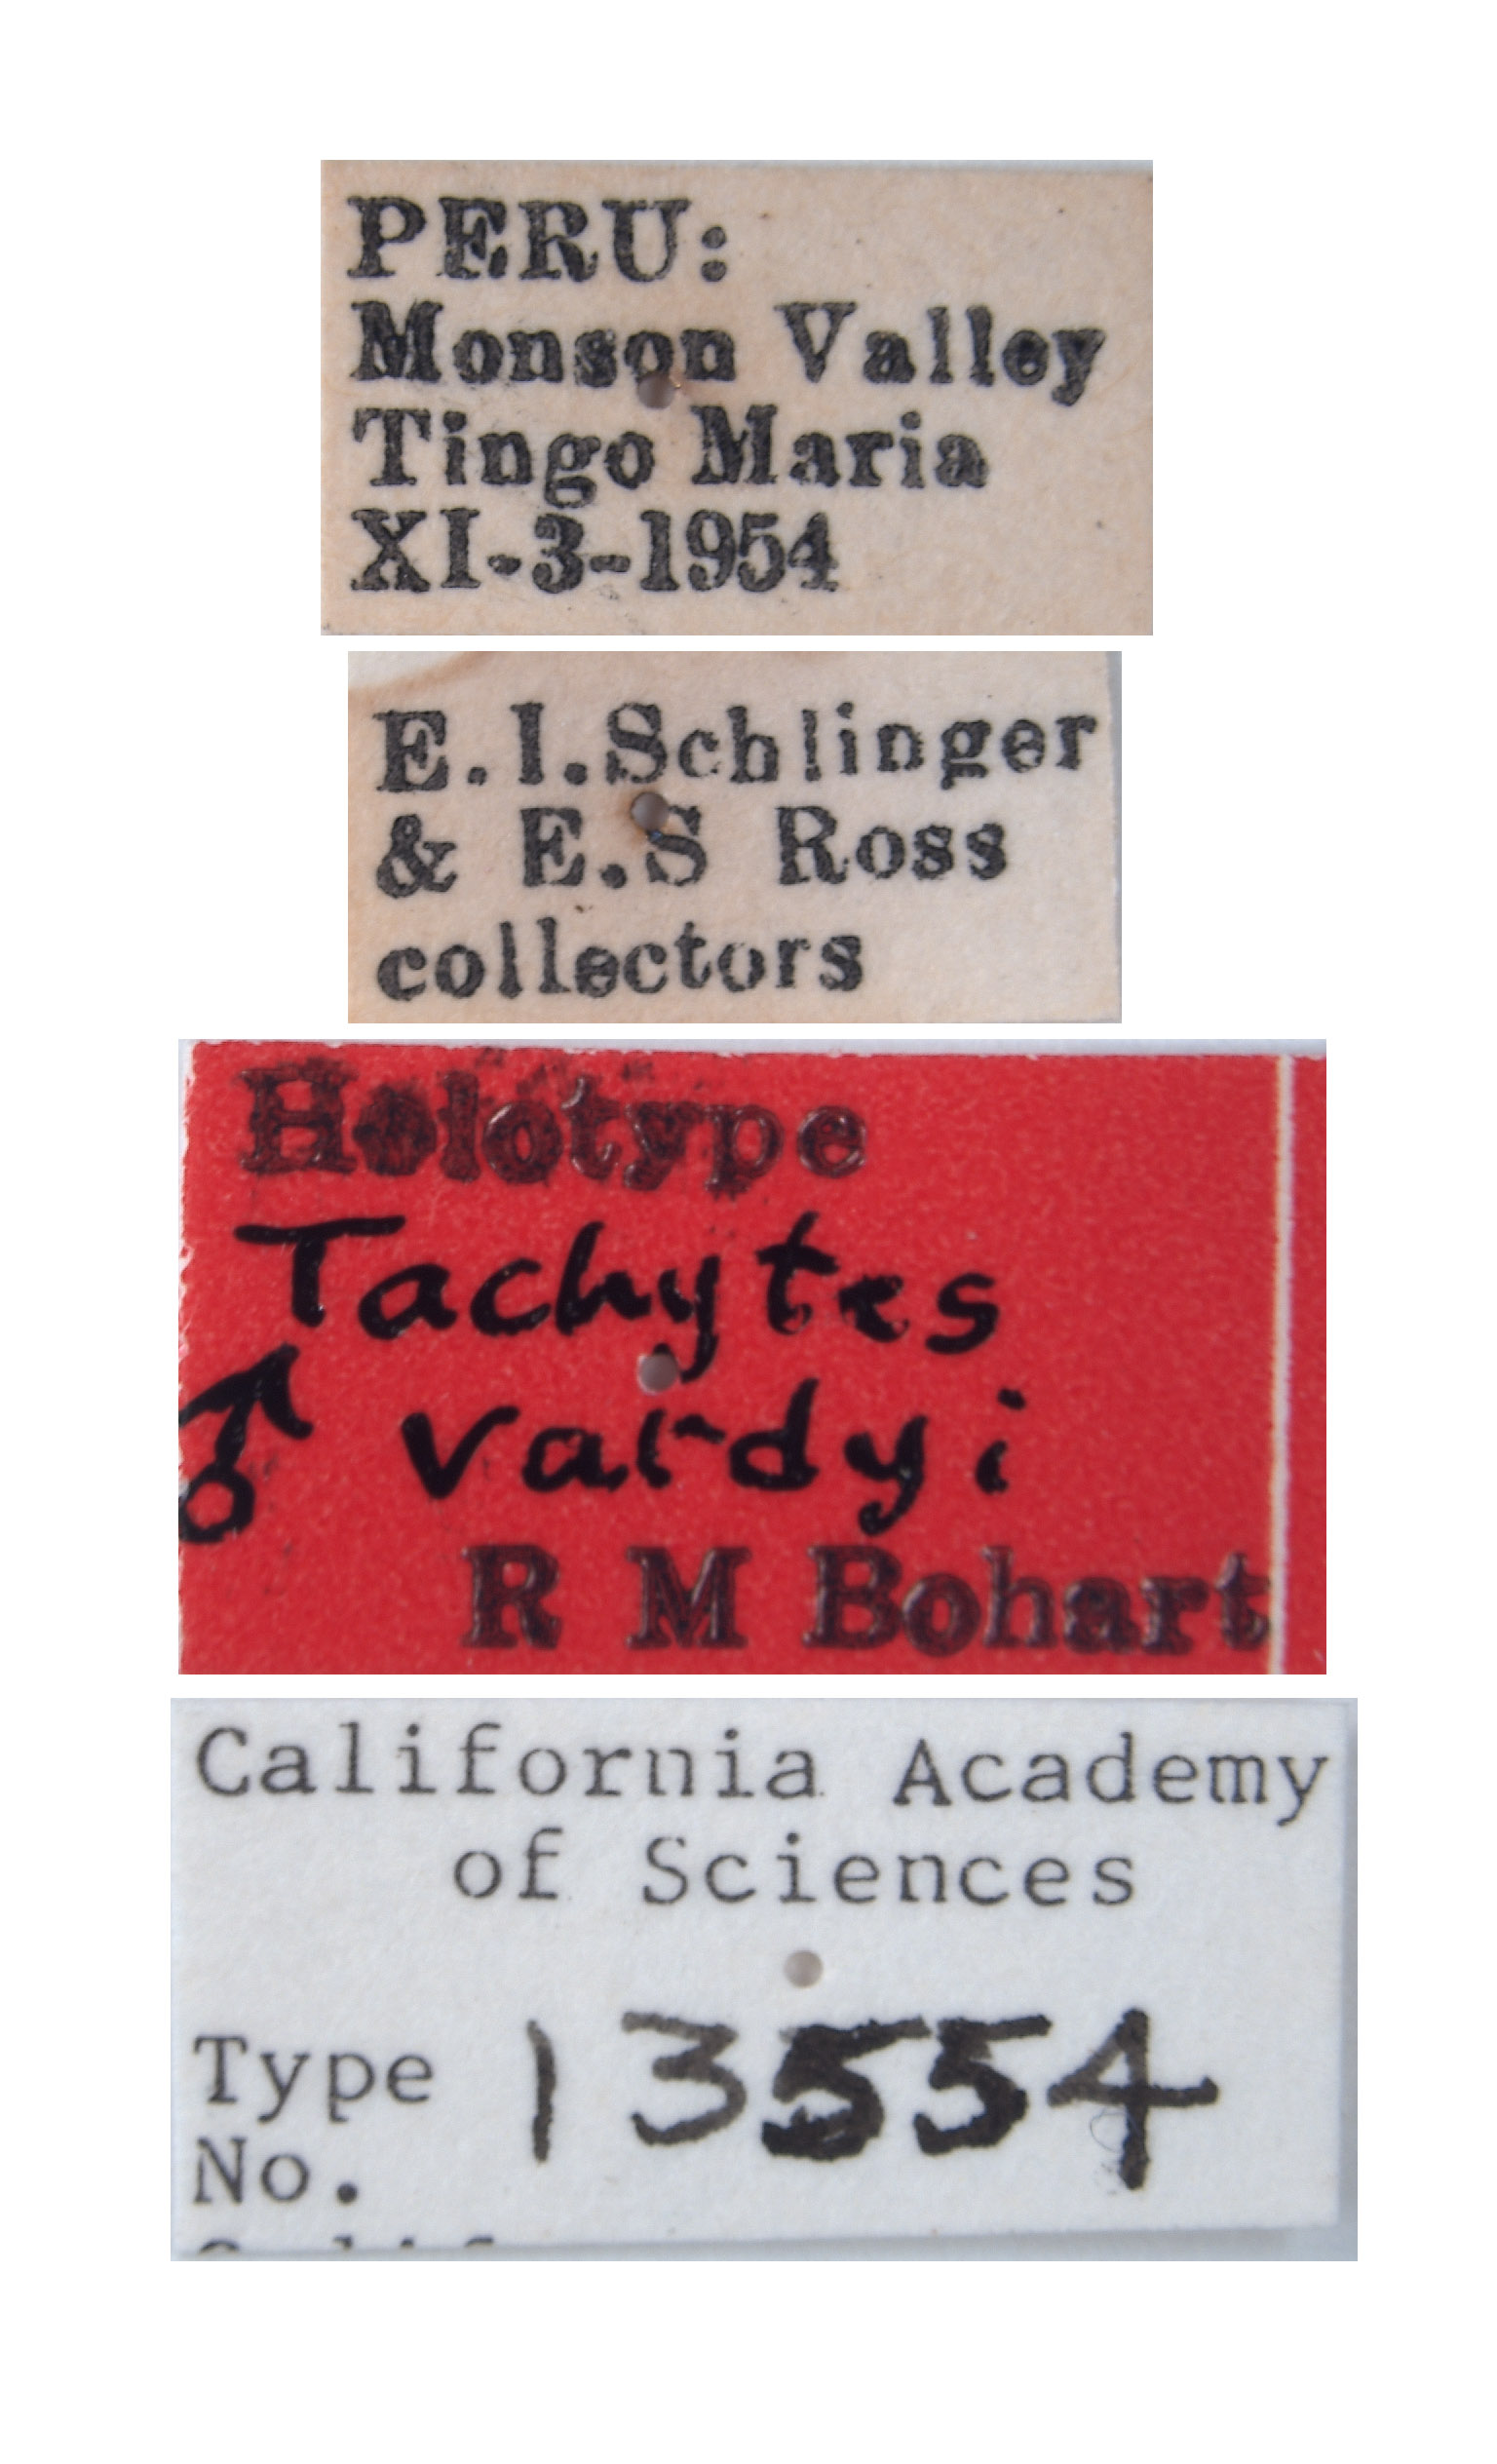 PERU:
Monson Valley
Tingo Maria
XI-3-1954
E.I.Schlinger
& E.S Ross
collectors
Holotype
Tachytes
♂ vardyi
R M Bohart
California Academy
of Sciences
Type
No. 13554